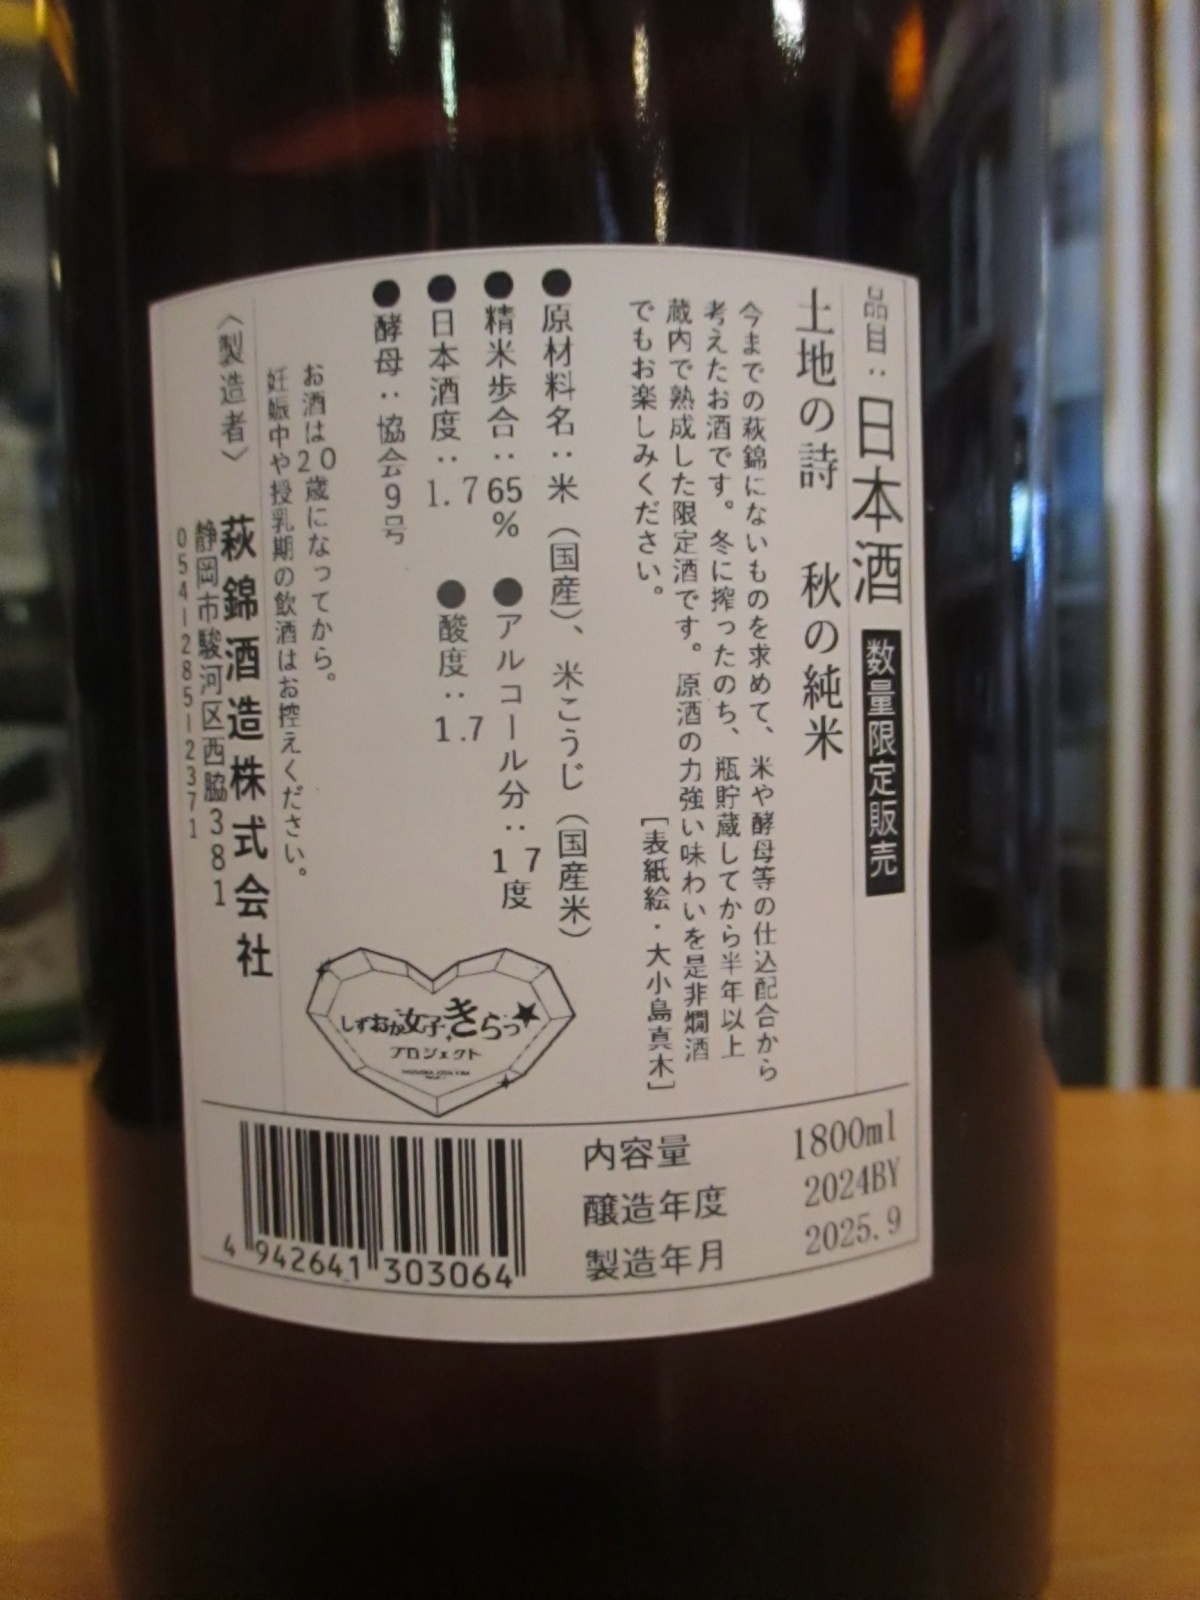 品目：日本酒 数量限定販売
土地の詩　秋の純米
今までの萩錦にないものを求めて、米や酵母等の仕込配合から
考えたお酒です。冬に搾ったのち、瓶貯蔵してから半年以上
蔵内で熟成した限定酒です。原酒の力強い味わいを是非燗酒
でもお楽しみください。
［表紙絵・大小島真木］
●原材料名：米（国産）、米こうじ（国産米）
●精米歩合：65% ●アルコール分：17度
●日本酒度：1.7 ●酸度：1.7
●酵母：協会9号
お酒は20歳になってから。
妊娠中や授乳期の飲酒はお控えください。
〈製造者〉 萩錦酒造株式会社
静岡市駿河区西脇381
054-285-2371
しずおか女子きらっ★
プロジェクト
内容量 1800ml
醸造年度 2024BY
製造年月 2025.9
4 942641 303064